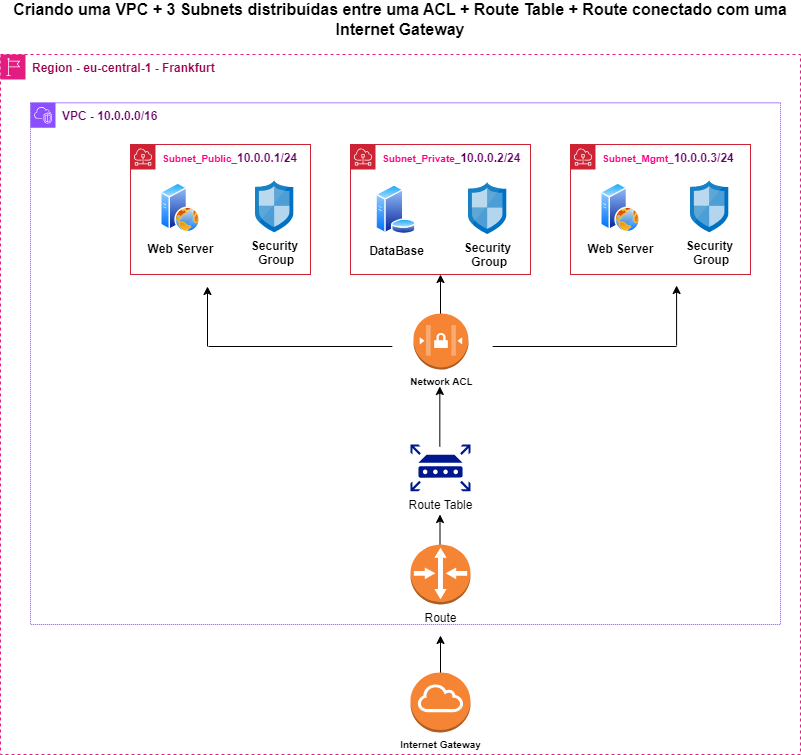 Criando uma VPC + 3 Subnets distribuídas entre uma ACL + Route Table + Route conectado com uma
Internet Gateway
Region - eu-central-1 - Frankfurt
VPC - 10.0.0.0/16
Subnet_Public_10.0.0.1/24
Subnet_Private_10.0.0.2/24
Subnet_Mgmt_10.0.0.3/24
Web Server
Security
Group
DataBase
Security
Group
Web Server
Security
Group
Network ACL
Route Table
Route
Internet Gateway